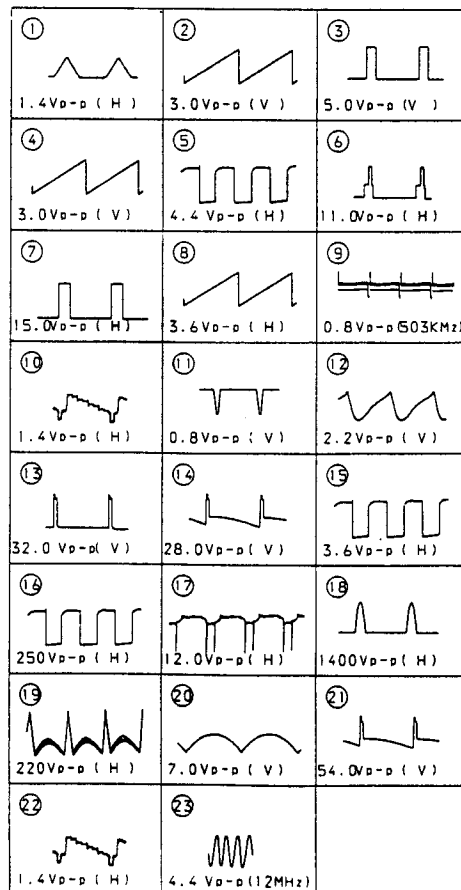 ① ② ③
1.4Vp-p ( H ) 3.0Vp-p ( V ) 5.0Vp-p (V )
④ ⑤ ⑥
3.0Vp-p ( V ) 4.4 Vp-p (H) 11.0Vp-p ( H )
⑦ ⑧ ⑨
15.0Vp-p ( H ) 3.6Vp-p ( H ) 0.8Vp-p(503KMz)
⑩ ⑪ ⑫
1.4Vp-p ( H ) 0.8Vp-p ( V ) 2.2Vp-p ( V )
⑬ ⑭ ⑮
32.0 Vp-p( V ) 28.0Vp-p( V ) 3.6Vp-p ( H )
⑯ ⑰ ⑱
250Vp-p ( H ) 12.0Vp-p( H ) 1400Vp-p ( H )
⑲ ⑳ ㉑
220Vp-p ( H ) 7.0Vp-p ( V ) 54.0Vp-p( V )
㉒ ㉓
1.4Vp-p ( H ) 4.4 Vp-p(12MHz)